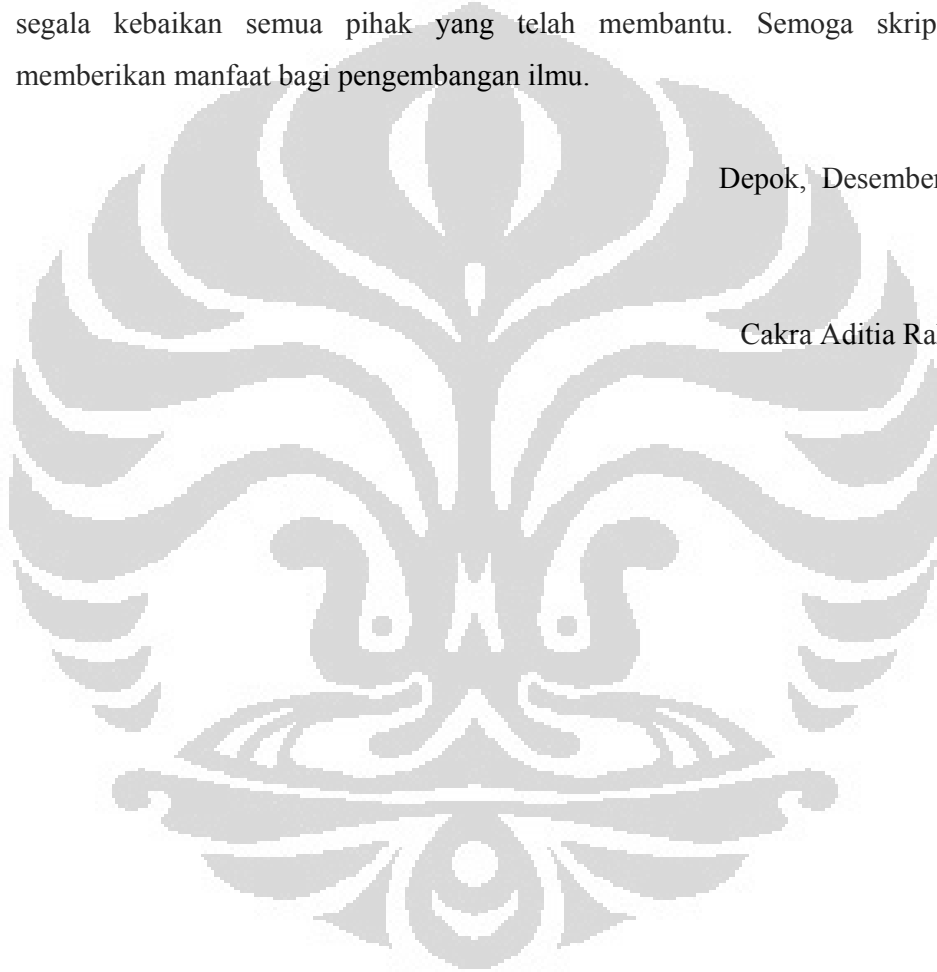 segala kebaikan semua pihak yang telah membantu. Semoga skrip
memberikan manfaat bagi pengembangan ilmu.
Depok, Desember
Cakra Aditia Ra